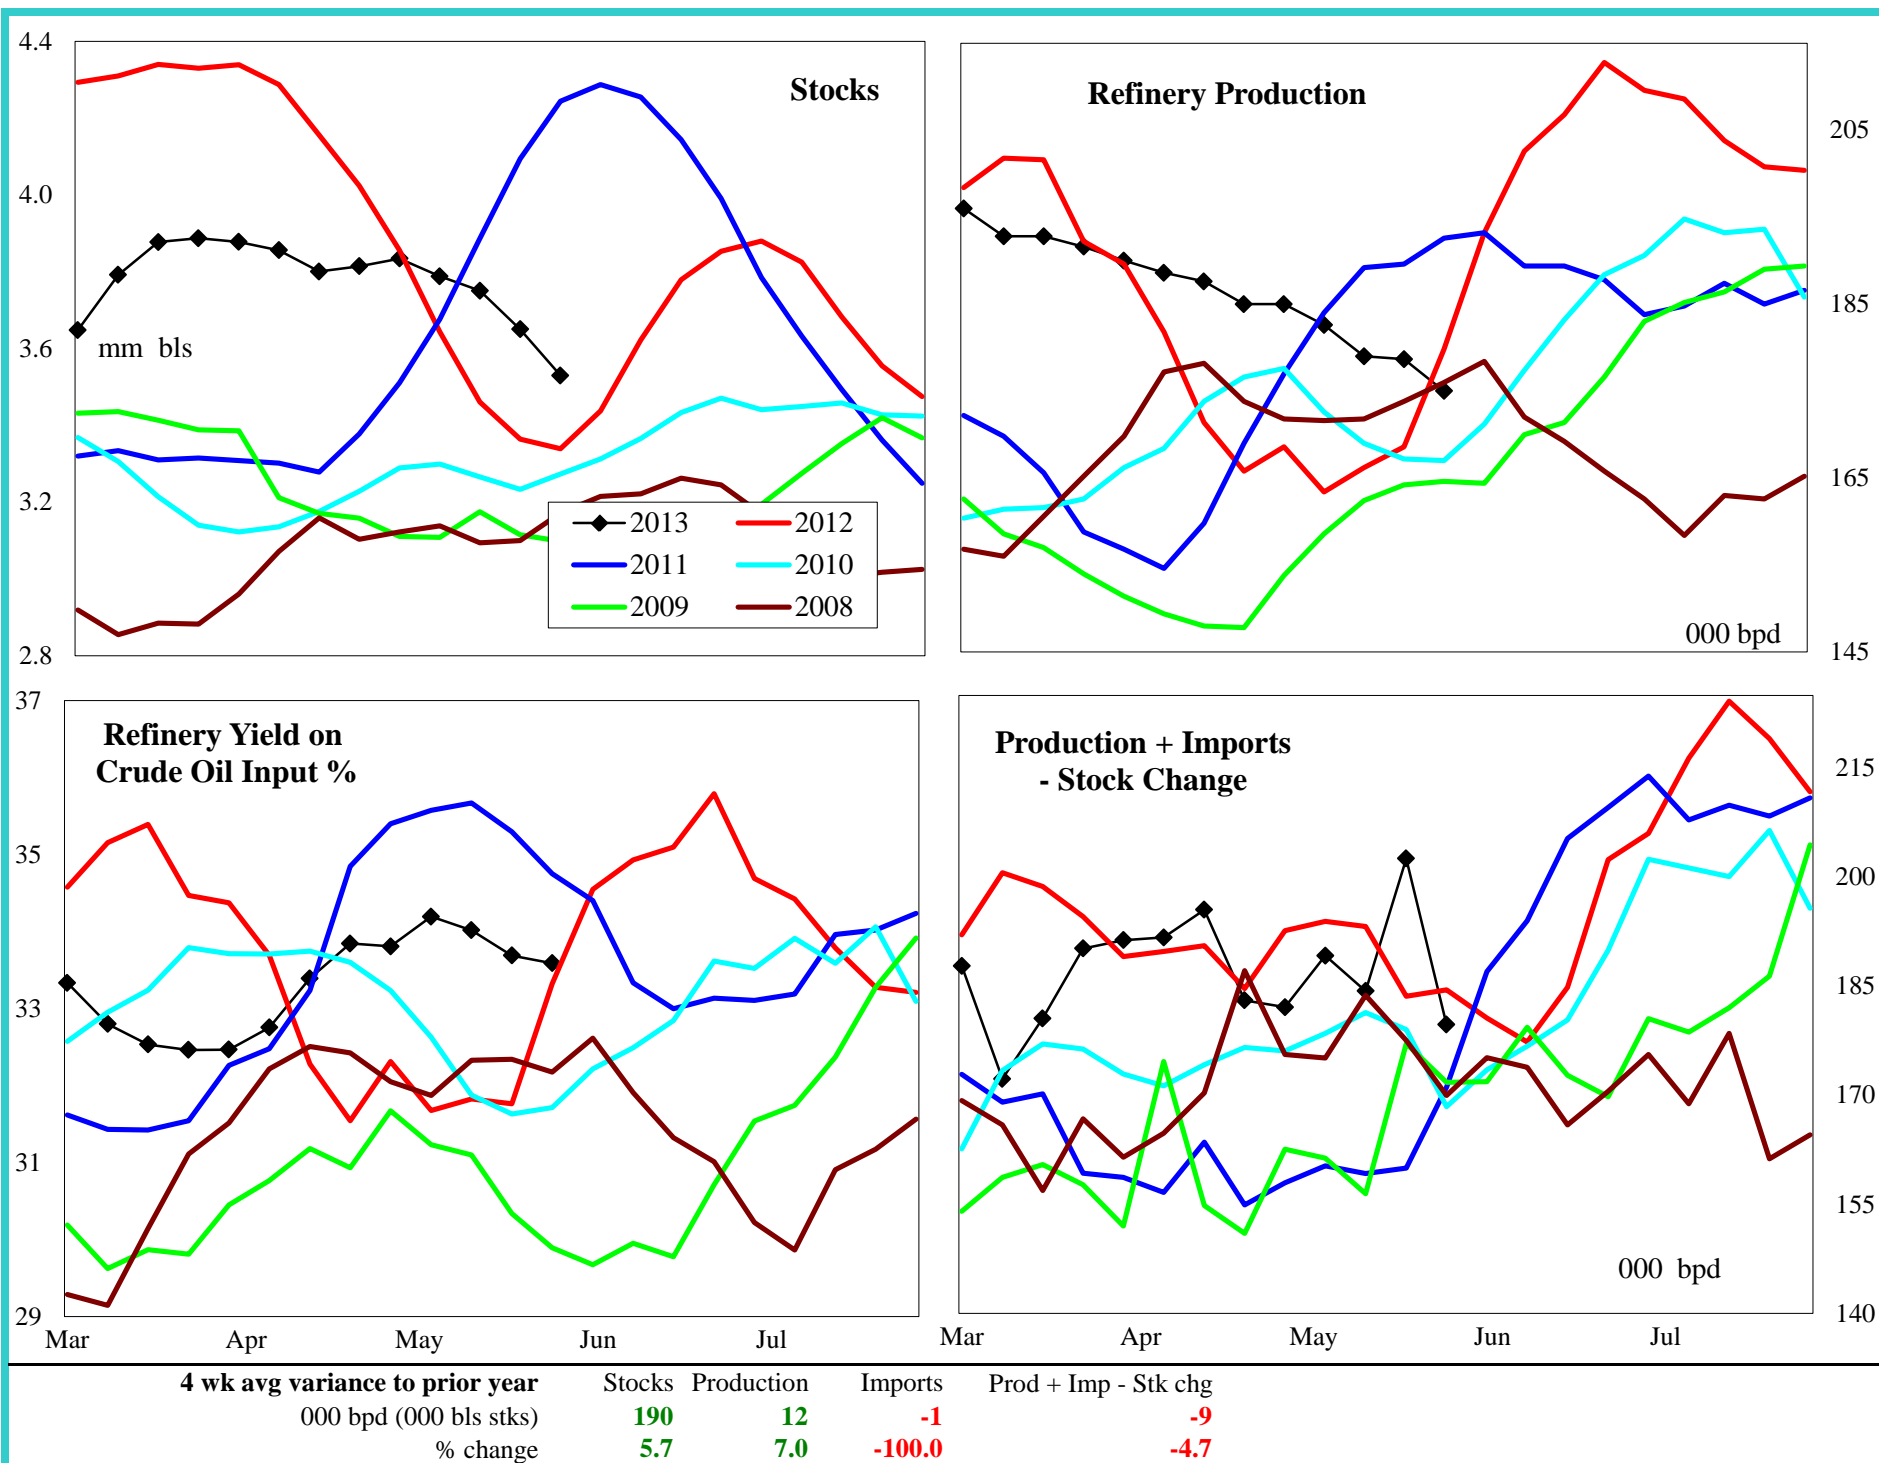 4.4
4.0
3.6
3.2
2.8
Stocks
mm bls
2013 2012
2011 2010
2009 2008
Refinery Production
205
185
165
145
000 bpd
37
35
33
31
29
Refinery Yield on
Crude Oil Input %
Mar Apr May Jun Jul
Production + Imports
- Stock Change
215
200
185
170
155
140
000 bpd
Mar Apr May Jun Jul
4 wk avg variance to prior year Stocks Production Imports Prod + Imp - Stk chg
000 bpd (000 bls stks) 190 12 -1 -9
% change 5.7 7.0 -100.0 -4.7